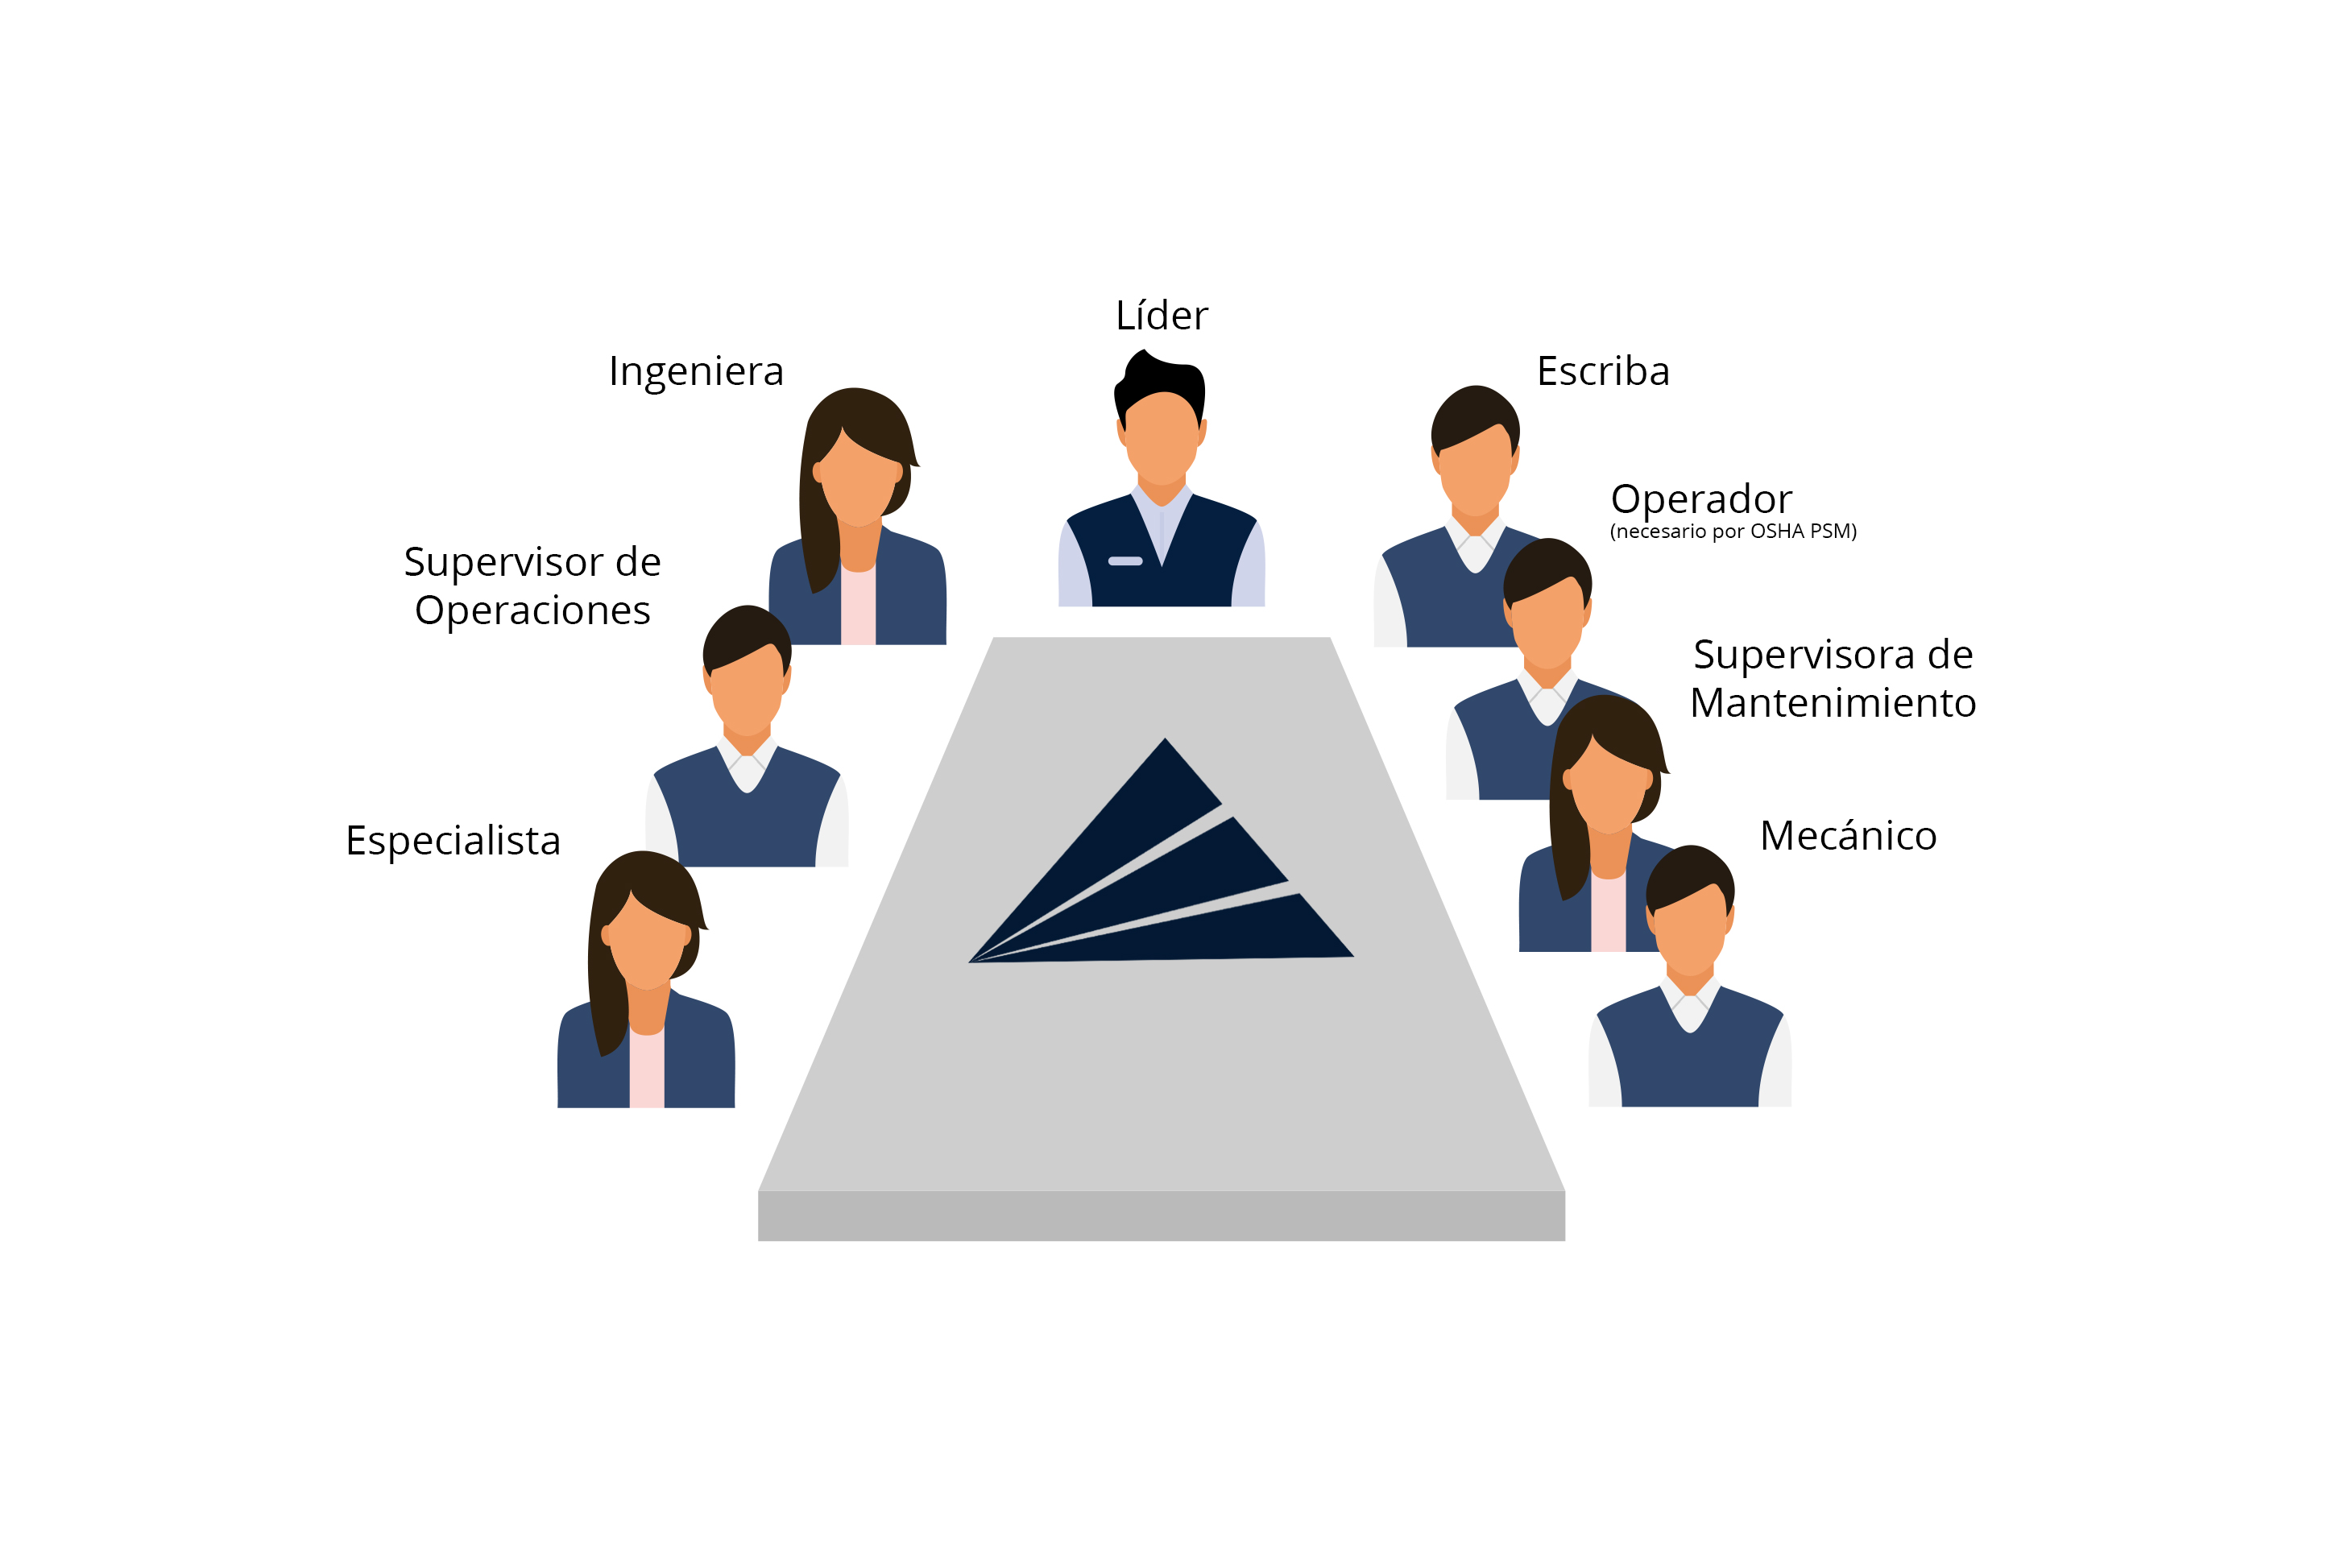 Líder
Ingeniera
Escriba
Operador
(necesario por OSHA PSM)
Supervisor de
Operaciones
Supervisora de
Mantenimiento
Especialista
Mecánico